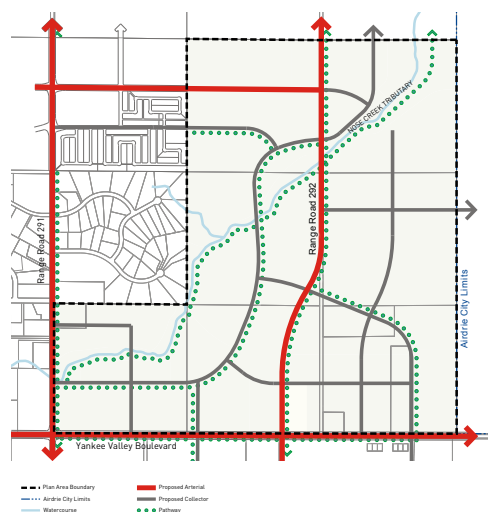 NOSE CREEK TRIBUTARY
Range Road 291
Range Road 292
Airdrie City Limits
Yankee Valley Boulevard
Plan Area Boundary
Proposed Arterial
Airdrie City Limits
Proposed Collector
Watercourse
Pathway